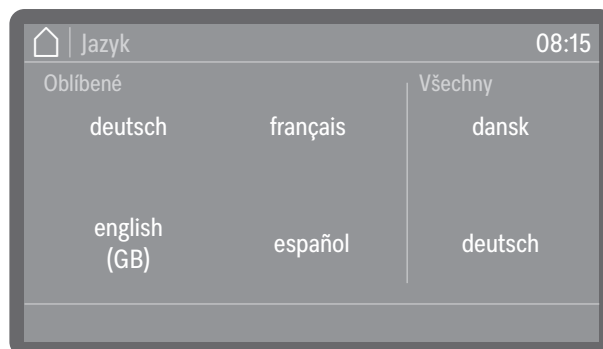 Jazyk 08:15
Oblíbené Všechny
deutsch français dansk
english
(GB) español deutsch